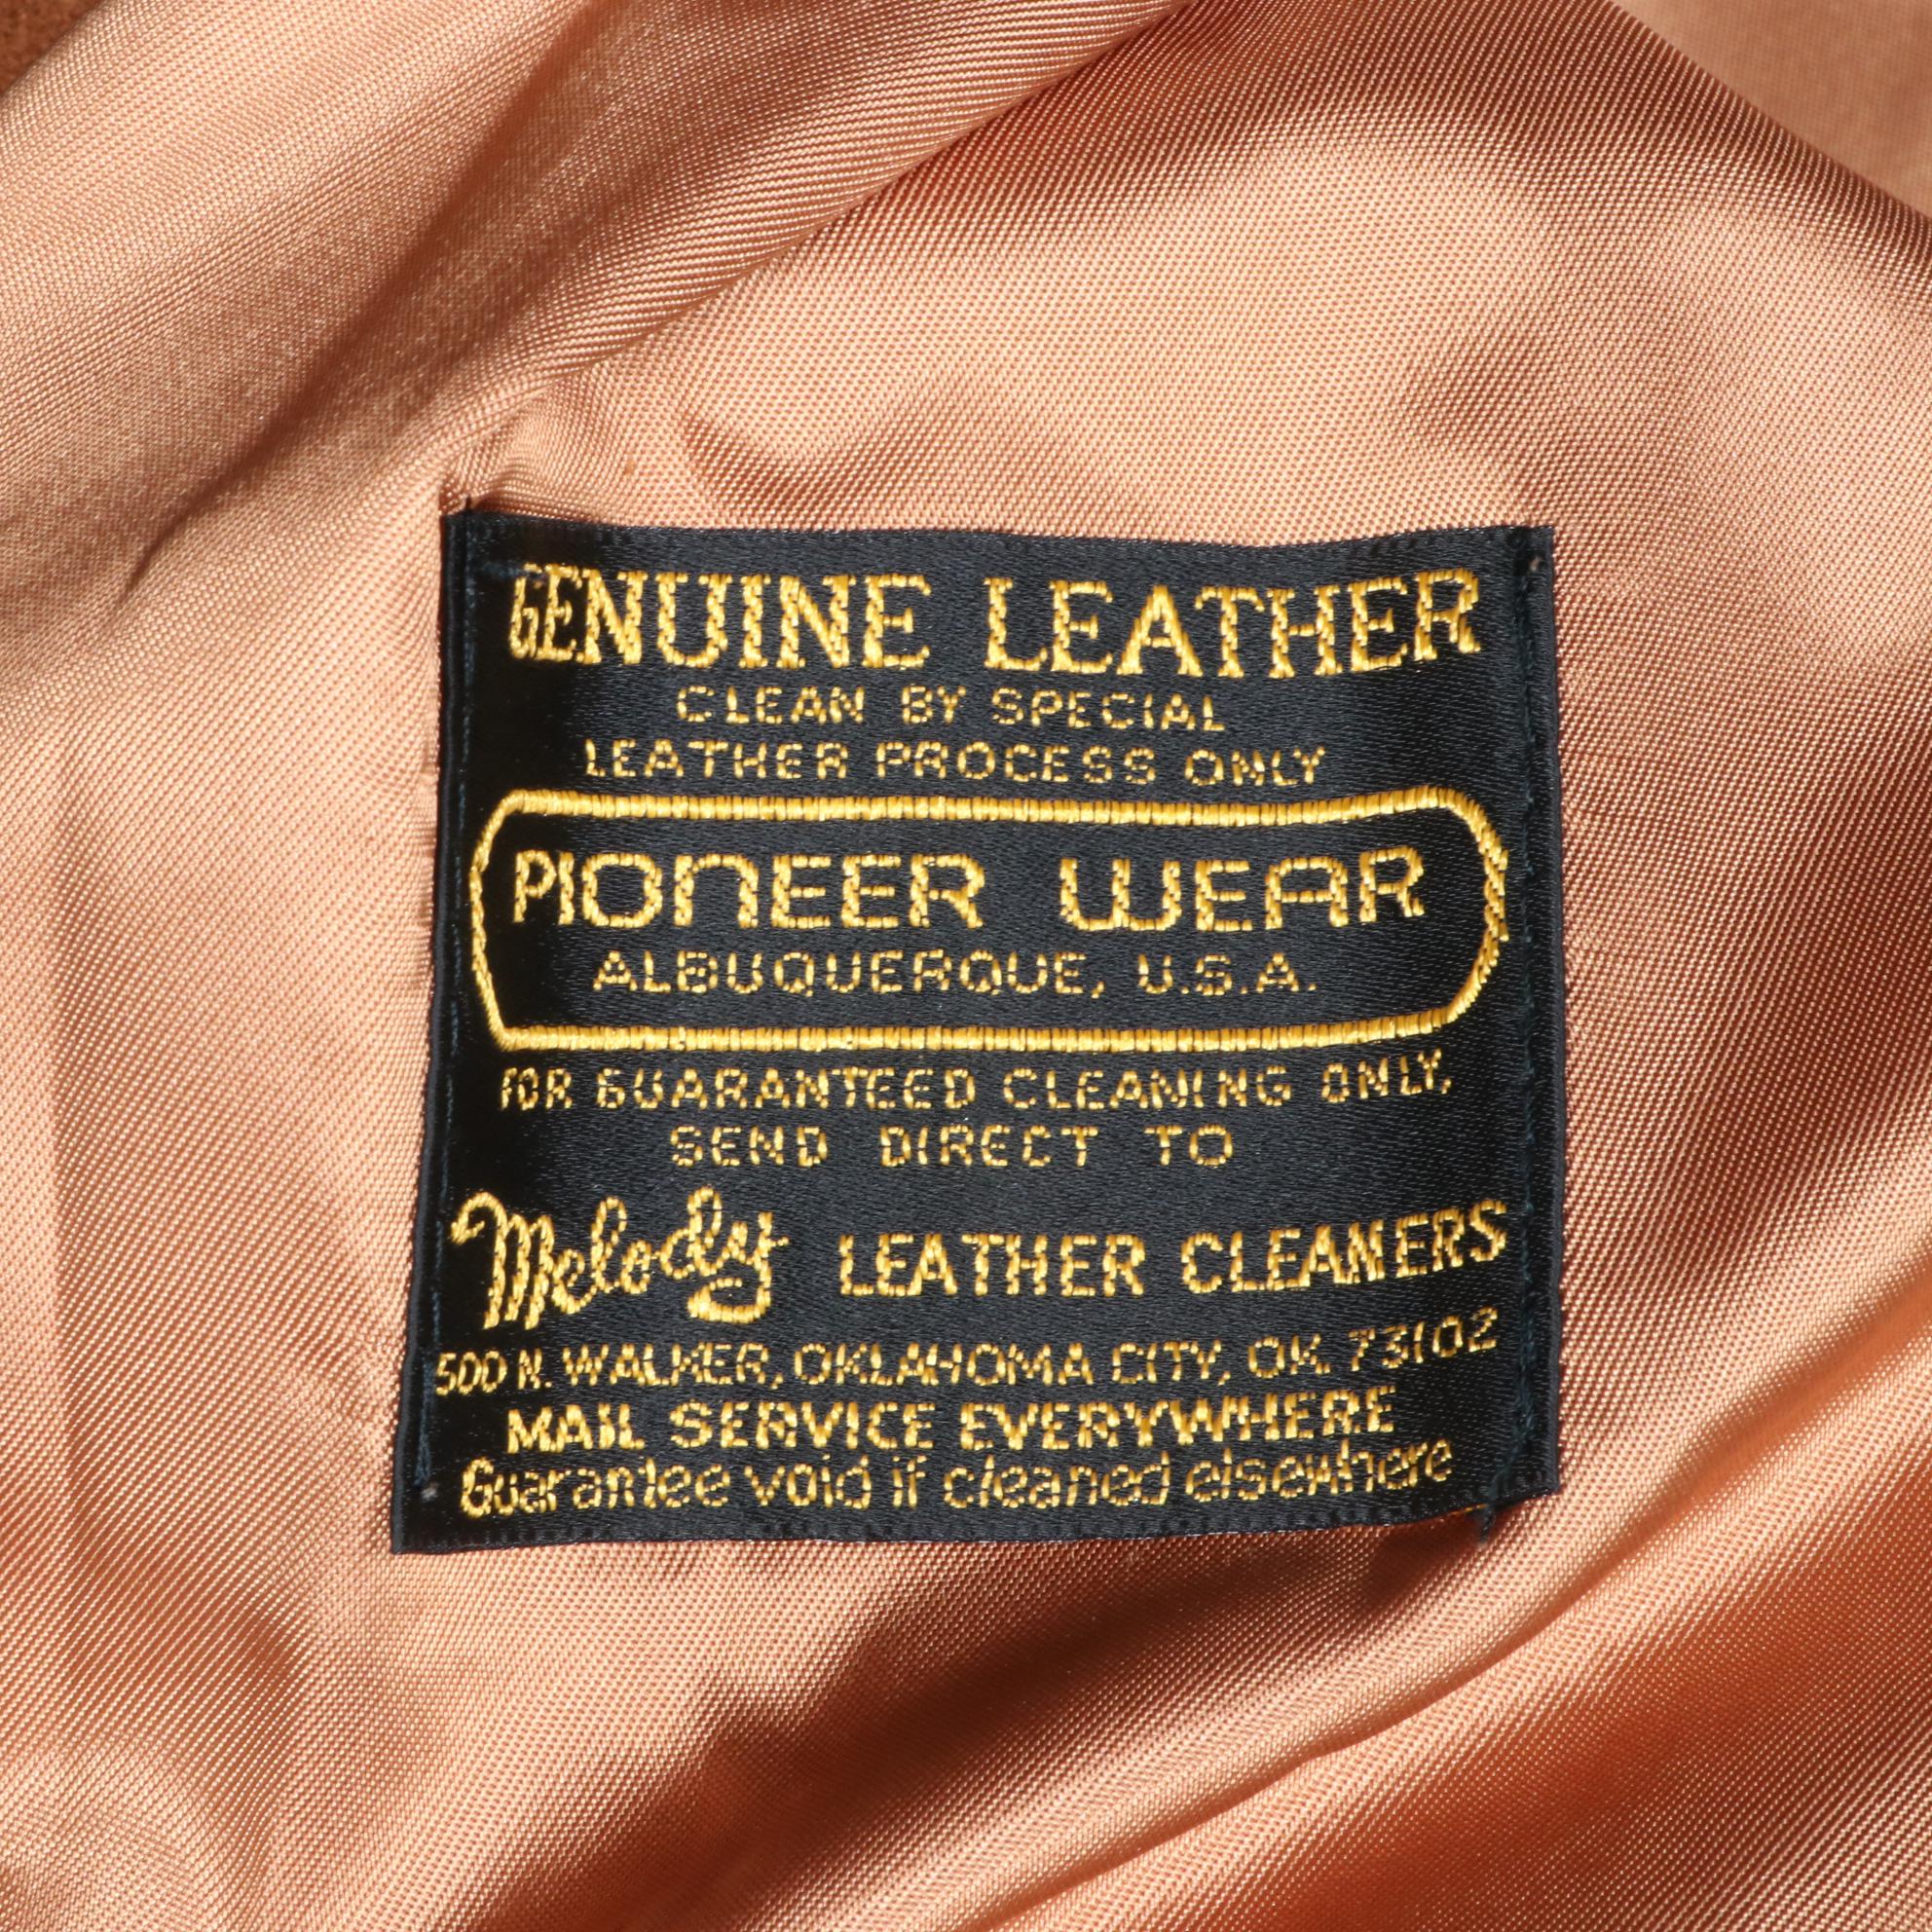 GENUINE LEATHER
CLEAN BY SPECIAL
LEATHER PROCESS ONLY
PIONEER WEAR
ALBUQUERQUE, U.S.A.
FOR GUARANTEED CLEANING ONLY,
SEND DIRECT TO
Melody LEATHER CLEANERS
500 N. WALKER, OKLAHOMA CITY, OK. 73102
MAIL SERVICE EVERYWHERE
Guarantee void if cleaned elsewhere